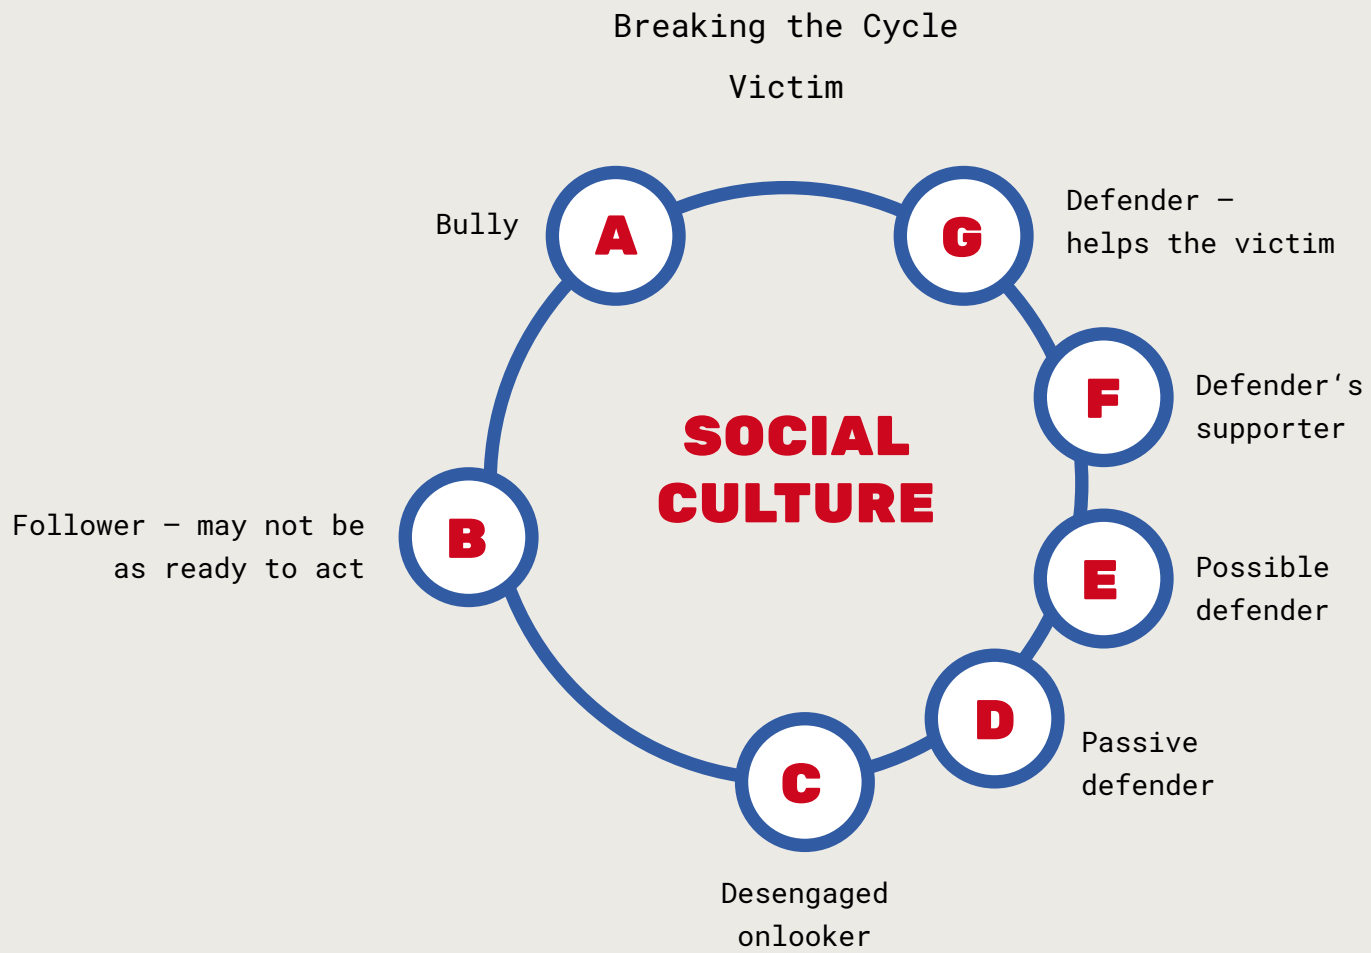 Breaking the Cycle
Victim
Bully
A
G
Defender –
helps the victim
F
Defender‘s
supporter
SOCIAL
CULTURE
Follower – may not be
as ready to act
B
E
Possible
defender
D
Passive
defender
C
Desengaged
onlooker